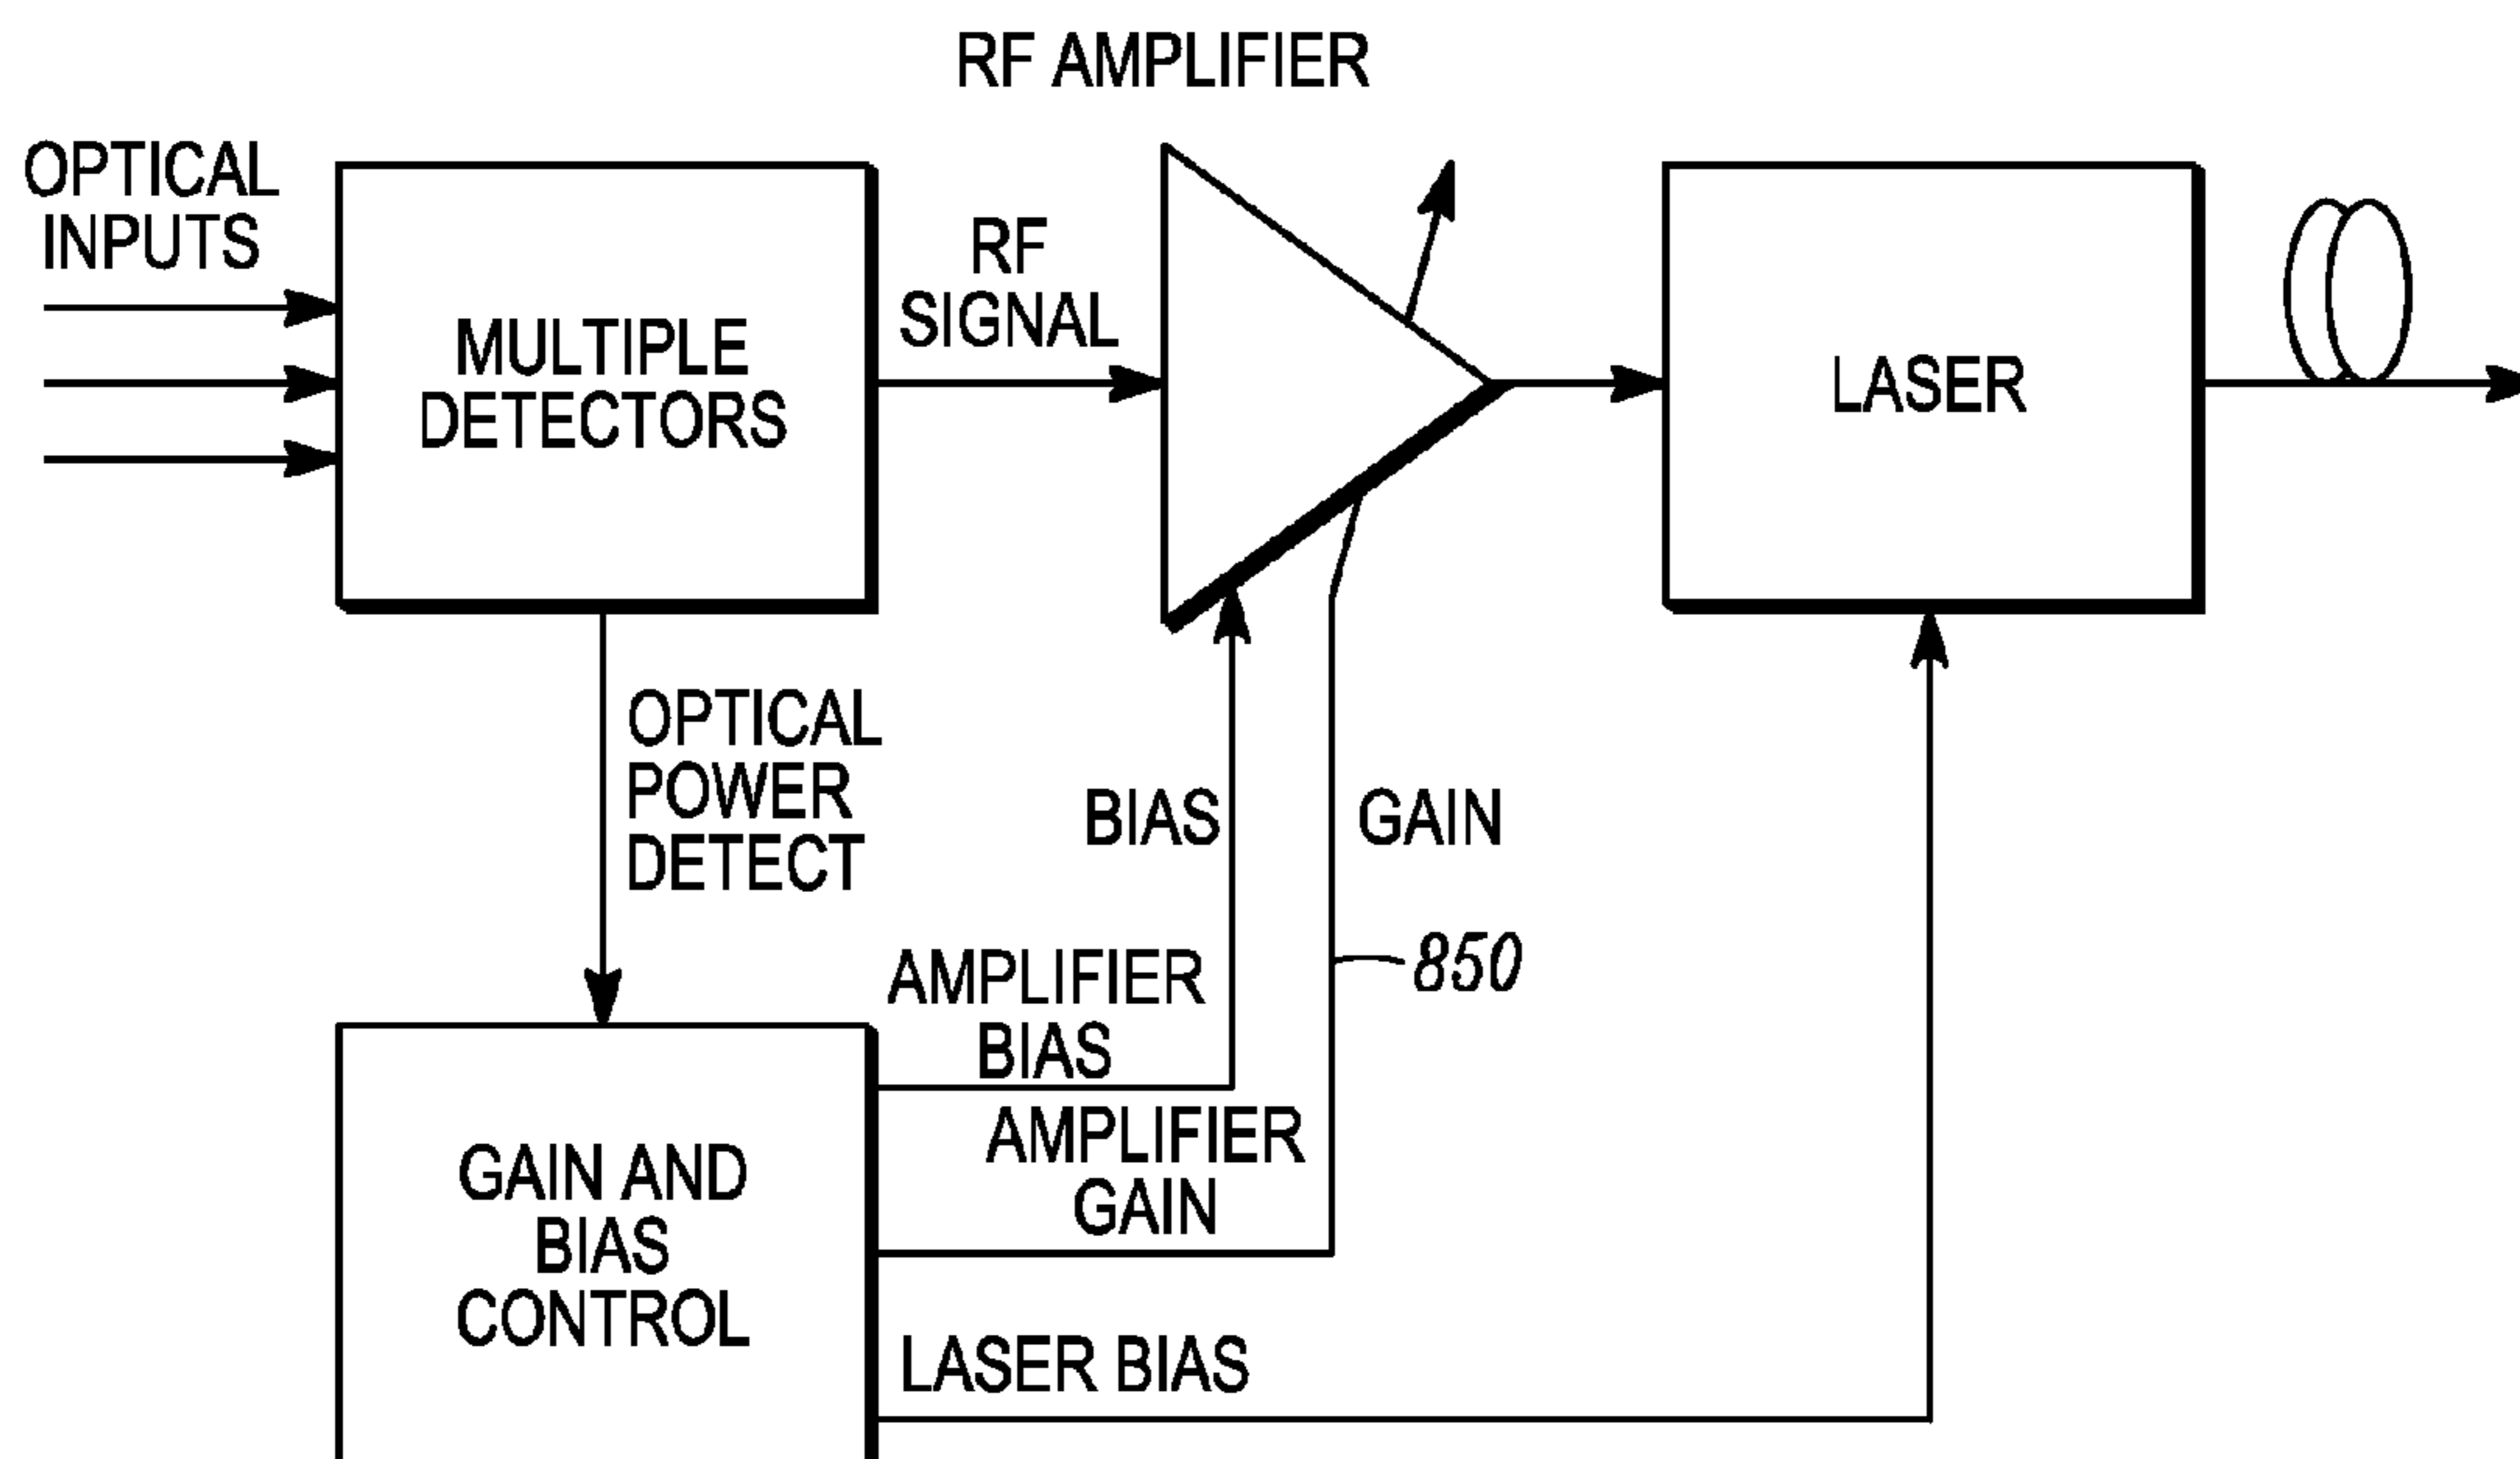 RF AMPLIFIER
OPTICAL
INPUTS
MULTIPLE
DETECTORS
RF
SIGNAL
LASER
OPTICAL
POWER
DETECT
BIAS
GAIN
850
AMPLIFIER
BIAS
AMPLIFIER
GAIN
GAIN AND
BIAS
CONTROL
LASER BIAS